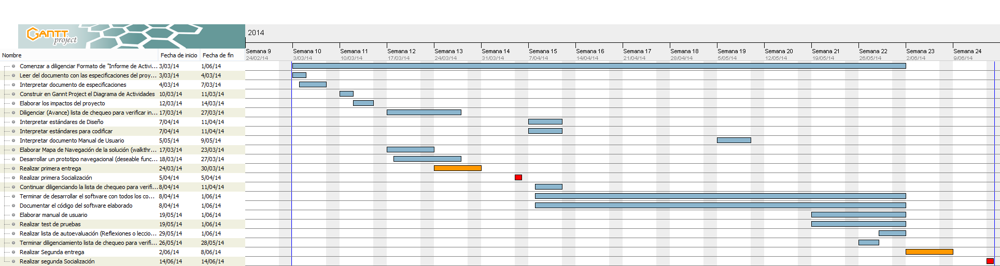 GANTT
project
2014
Nombre Fecha de inicio Fecha de fin
Semana 9 Semana 10 Semana 11 Semana 12 Semana 13 Semana 14 Semana 15 Semana 16 Semana 17 Semana 18 Semana 19 Semana 20 Semana 21 Semana 22 Semana 23 Semana 24
24/02/14 3/03/14 10/03/14 17/03/14 24/03/14 31/03/14 7/04/14 14/04/14 21/04/14 28/04/14 5/05/14 12/05/14 19/05/14 26/05/14 2/06/14 9/06/14
Comenzar a diligenciar Formato de "Informe de Activi... 3/03/14 1/06/14
Leer del documento con las especificaciones del proy... 3/03/14 4/03/14
Interpretar documento de especificaciones 4/03/14 7/03/14
Construir en Gannt Project el Diagrama de Actividades 10/03/14 11/03/14
Elaborar los impactos del proyecto 12/03/14 14/03/14
Diligenciar (Avance) lista de chequeo para verificar in... 17/03/14 27/03/14
Interpretar estándares de Diseño 7/04/14 11/04/14
Interpretar estándares para codificar 7/04/14 11/04/14
Interpretar documento Manual de Usuario 5/05/14 9/05/14
Elaborar Mapa de Navegación de la solución (walkthr... 17/03/14 23/03/14
Desarrollar un prototipo navegacional (deseable func... 18/03/14 27/03/14
Realizar primera entrega 24/03/14 30/03/14
Realizar primera Socialización 5/04/14 5/04/14
Continuar diligenciando la lista de chequeo para verifi... 8/04/14 11/04/14
Terminar de desarrollar el software con todos los co... 8/04/14 1/06/14
Documentar el código del software elaborado 8/04/14 1/06/14
Elaborar manual de usuario 19/05/14 1/06/14
Realizar test de pruebas 19/05/14 1/06/14
Realizar lista de autoevaluación (Reflexiones o leccio... 29/05/14 1/06/14
Terminar diligenciamiento lista de chequeo para verifi... 26/05/14 28/05/14
Realizar Segunda entrega 2/06/14 8/06/14
Realizar segunda Socialización 14/06/14 14/06/14